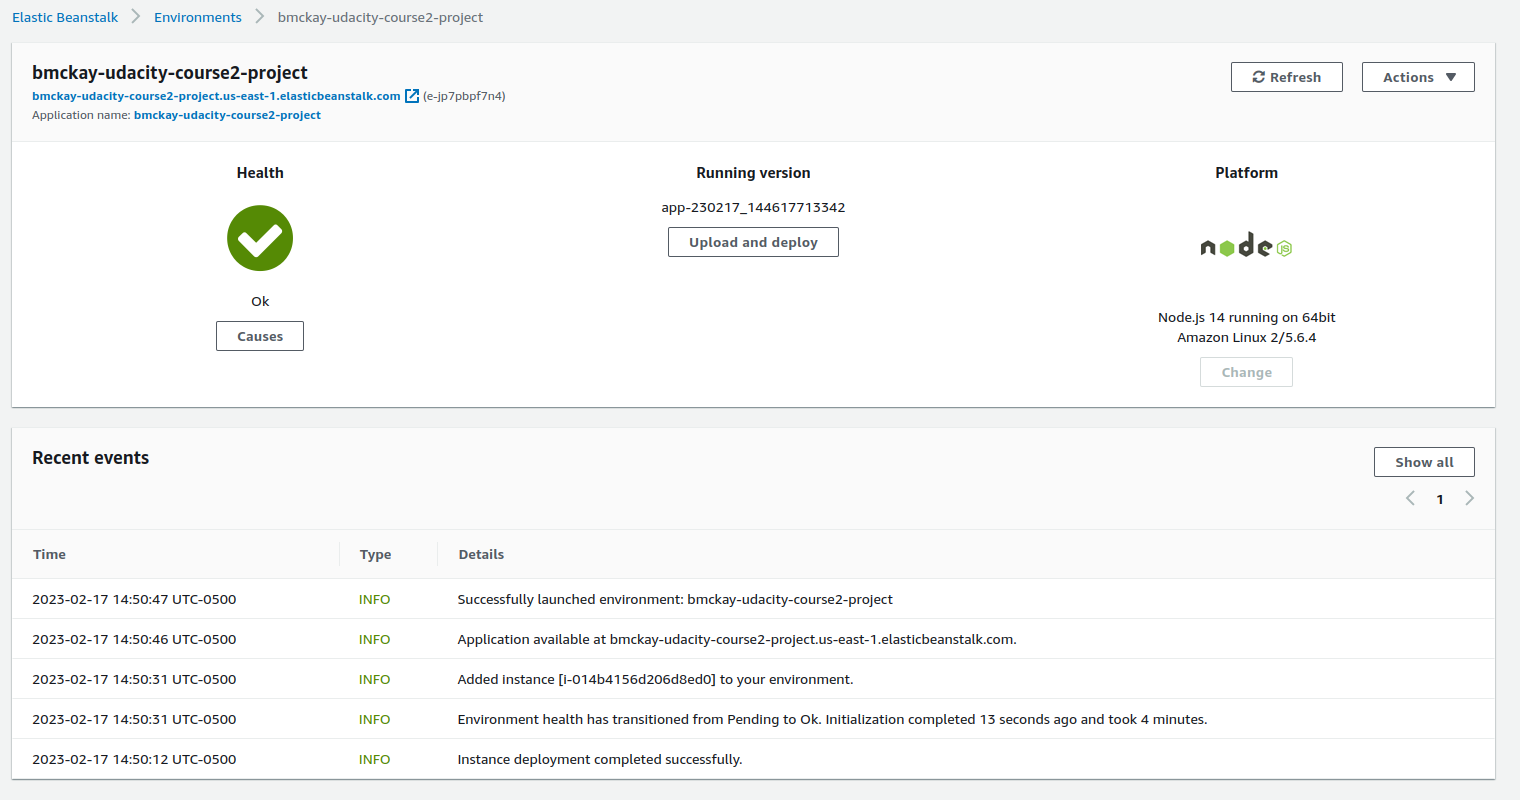 Elastic Beanstalk > Environments > bmckay-udacity-course2-project
bmckay-udacity-course2-project
bmckay-udacity-course2-project.us-east-1.elasticbeanstalk.com (e-jp7pbpf7n4)
Application name: bmckay-udacity-course2-project
Refresh
Actions
Health
Ok
Causes
Running version
app-230217_144617713342
Upload and deploy
Platform
node JS
Node.js 14 running on 64bit
Amazon Linux 2/5.6.4
Change
Recent events
Show all
1
Time Type Details
2023-02-17 14:50:47 UTC-0500 INFO Successfully launched environment: bmckay-udacity-course2-project
2023-02-17 14:50:46 UTC-0500 INFO Application available at bmckay-udacity-course2-project.us-east-1.elasticbeanstalk.com.
2023-02-17 14:50:31 UTC-0500 INFO Added instance [i-014b4156d206d8ed0] to your environment.
2023-02-17 14:50:31 UTC-0500 INFO Environment health has transitioned from Pending to Ok. Initialization completed 13 seconds ago and took 4 minutes.
2023-02-17 14:50:12 UTC-0500 INFO Instance deployment completed successfully.